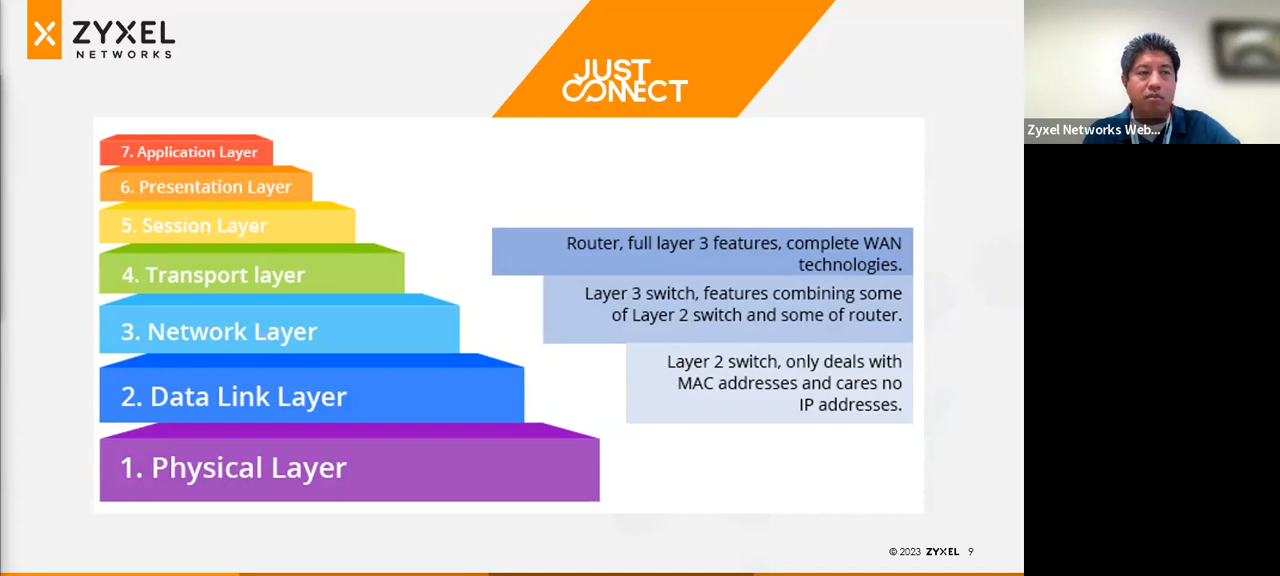 ZYXEL
NETWORKS
JUST
CONNECT
Zyxel Networks Web...
7. Application Layer
6. Presentation Layer
5. Session Layer
4. Transport layer
3. Network Layer
2. Data Link Layer
1. Physical Layer
Router, full layer 3 features, complete WAN
technologies.
Layer 3 switch, features combining some
of Layer 2 switch and some of router.
Layer 2 switch, only deals with
MAC addresses and cares no
IP addresses.
© 2023 ZYXEL 9